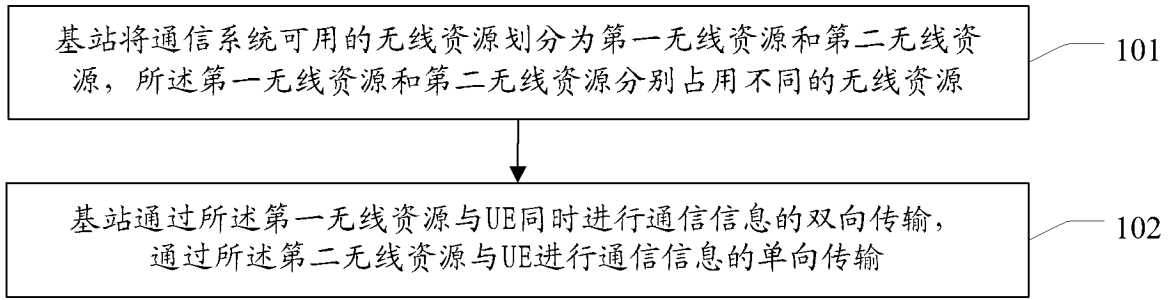 基站将通信系统可用的无线资源划分为第一无线资源和第二无线资
源，所述第一无线资源和第二无线资源分别占用不同的无线资源
101
基站通过所述第一无线资源与UE同时进行通信信息的双向传输，
通过所述第二无线资源与UE进行通信信息的单向传输
102